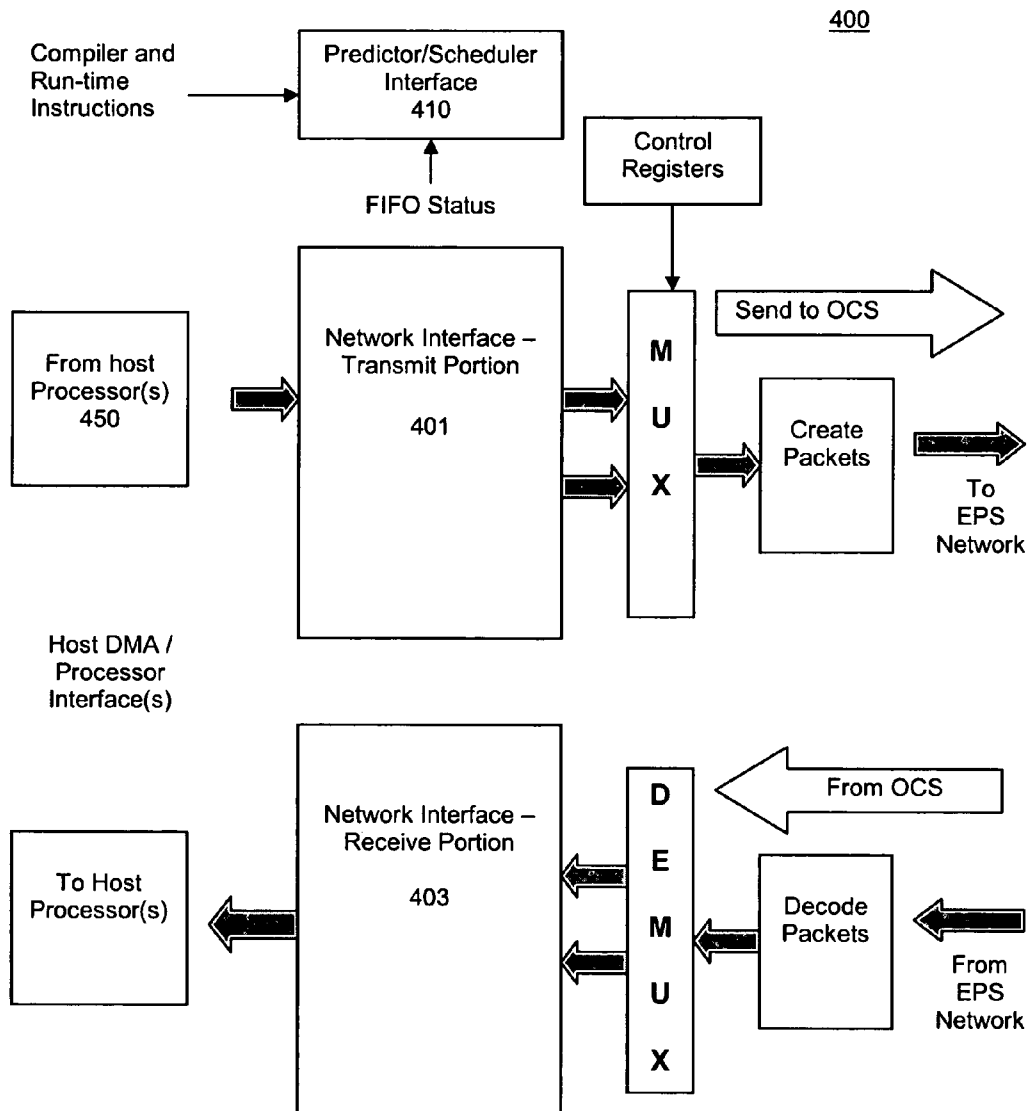 400
Compiler and
Run-time
Instructions
Predictor/Scheduler
Interface
410
Control
Registers
FIFO Status
From host
Processor(s)
450
Network Interface –
Transmit Portion
401
M
U
X
Send to OCS
Create
Packets
To
EPS
Network
Host DMA /
Processor
Interface(s)
To Host
Processor(s)
Network Interface –
Receive Portion
403
D
E
M
U
X
From OCS
Decode
Packets
From
EPS
Network